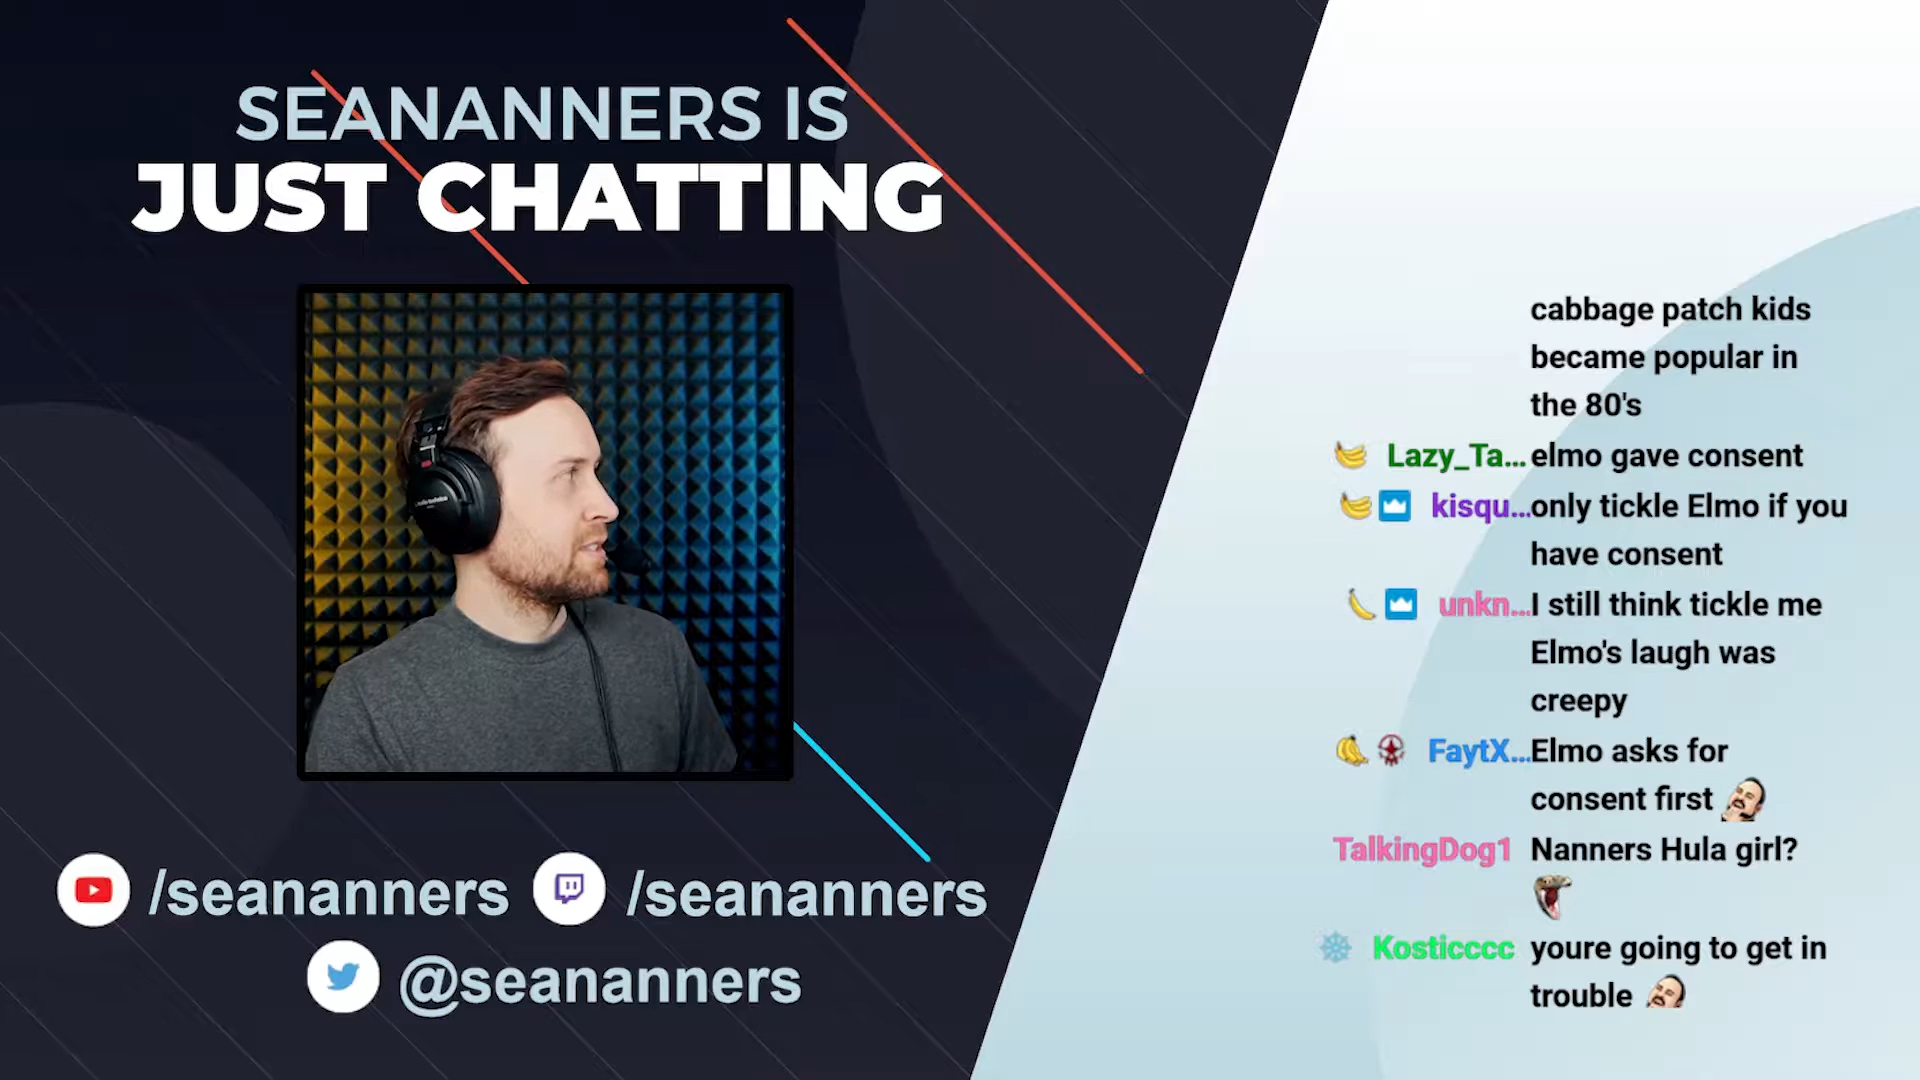 SEANANNERS IS
JUST CHATTING
/seananners
/seananners
@seananners
cabbage patch kids
became popular in
the 80's
Lazy_Ta... elmo gave consent
kisqu... only tickle Elmo if you
have consent
unkn... I still think tickle me
Elmo's laugh was
creepy
FaytX... Elmo asks for
consent first
TalkingDog1 Nanners Hula girl?
Kosticccc youre going to get in
trouble